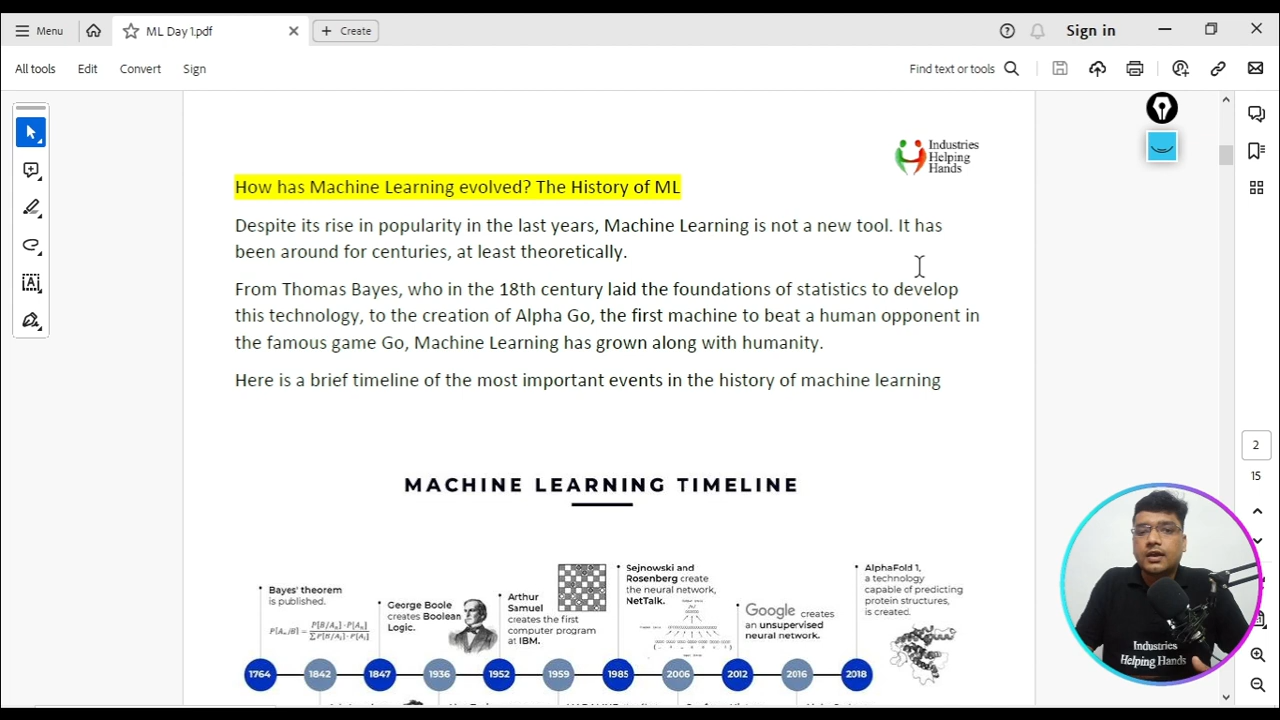 Menu
ML Day 1.pdf
Create
Sign in
All tools
Edit
Convert
Sign
Find text or tools
Industries
Helping
Hands
How has Machine Learning evolved? The History of ML
Despite its rise in popularity in the last years, Machine Learning is not a new tool. It has
been around for centuries, at least theoretically.
From Thomas Bayes, who in the 18th century laid the foundations of statistics to develop
this technology, to the creation of Alpha Go, the first machine to beat a human opponent in
the famous game Go, Machine Learning has grown along with humanity.
Here is a brief timeline of the most important events in the history of machine learning
2
15
MACHINE LEARNING TIMELINE
Bayes' theorem
is published.
George Boole
creates Boolean
Logic.
Arthur
Samuel
creates the first
computer program
at IBM.
Sejnowski and
Rosenberg create
the neural network,
NetTalk.
Google creates
an unsupervised
neural network.
AlphaFold 1,
a technology
capable of predicting
protein structures,
is created.
1764 1842 1847 1936 1952 1959 1985 2006 2012 2016 2018
Industries
Helping Hands